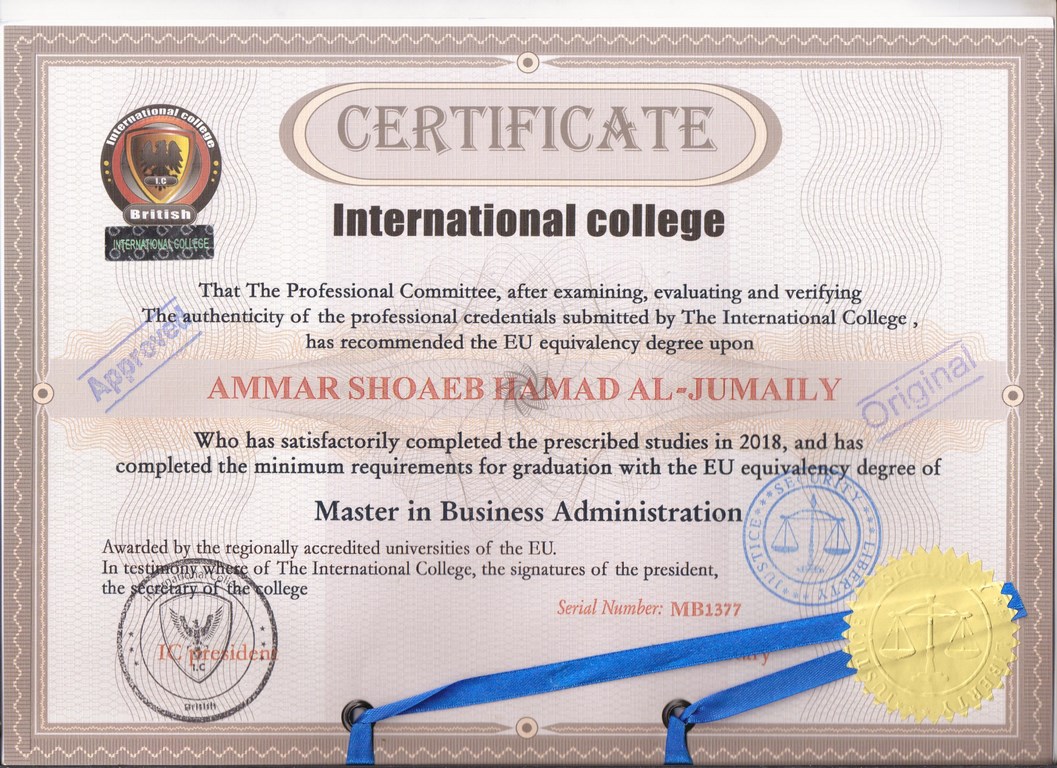 CERTIFICATE
International college
I.C
British
INTERNATIONAL COLLEGE
International college
That The Professional Committee, after examining, evaluating and verifying
The authenticity of the professional credentials submitted by The International College ,
has recommended the EU equivalency degree upon
Approved
AMMAR SHOAEB HAMAD AL-JUMAILY
Original
Who has satisfactorily completed the prescribed studies in 2018, and has
completed the minimum requirements for graduation with the EU equivalency degree of
Master in Business Administration
SECURITY
JUSTICE
LIBERTY
Awarded by the regionally accredited universities of the EU.
In testimony where of The International College, the signatures of the president,
the secretary of the college
Serial Number: MB1377
International College
I.C
British
IC president